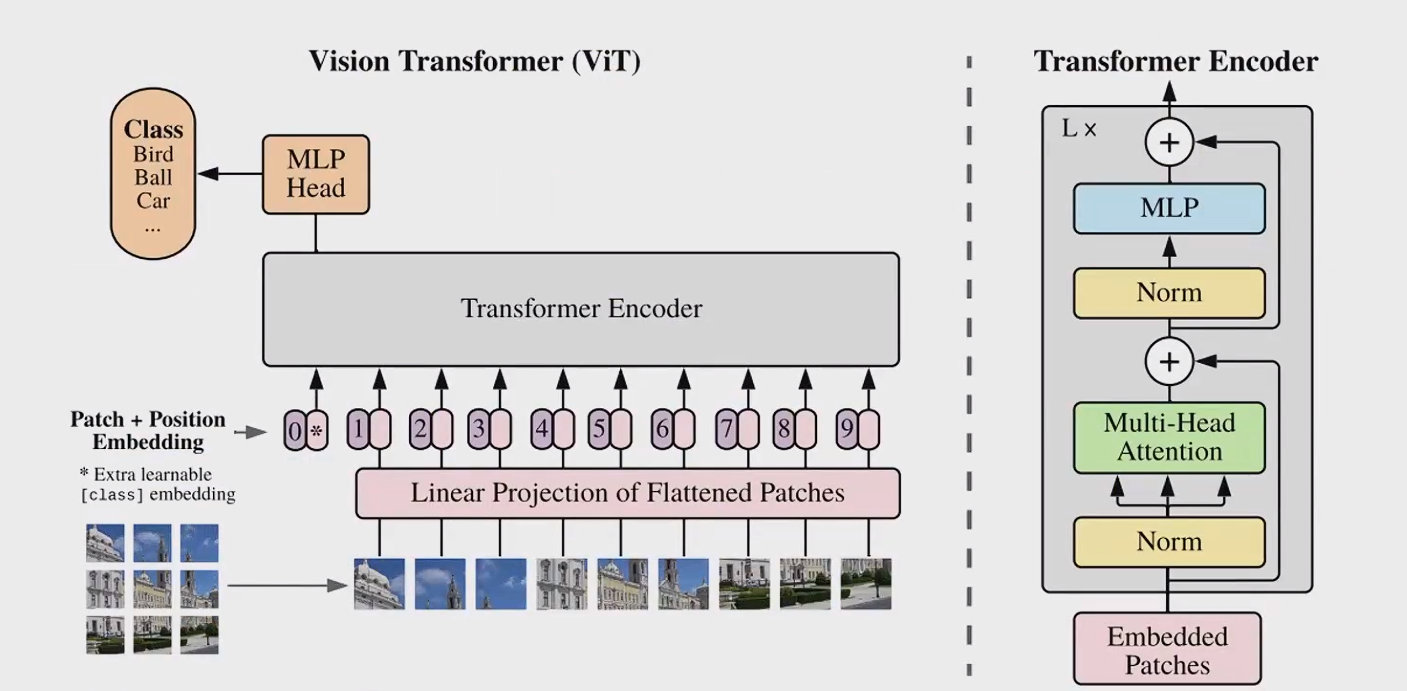 Vision Transformer (ViT)
Class
Bird
Ball
Car
...
MLP
Head
Transformer Encoder
Patch + Position
Embedding
* Extra learnable
[class] embedding
0 * 1 2 3 4 5 6 7 8 9
Linear Projection of Flattened Patches
Transformer Encoder
L ×
+
MLP
Norm
+
Multi-Head
Attention
Norm
Embedded
Patches